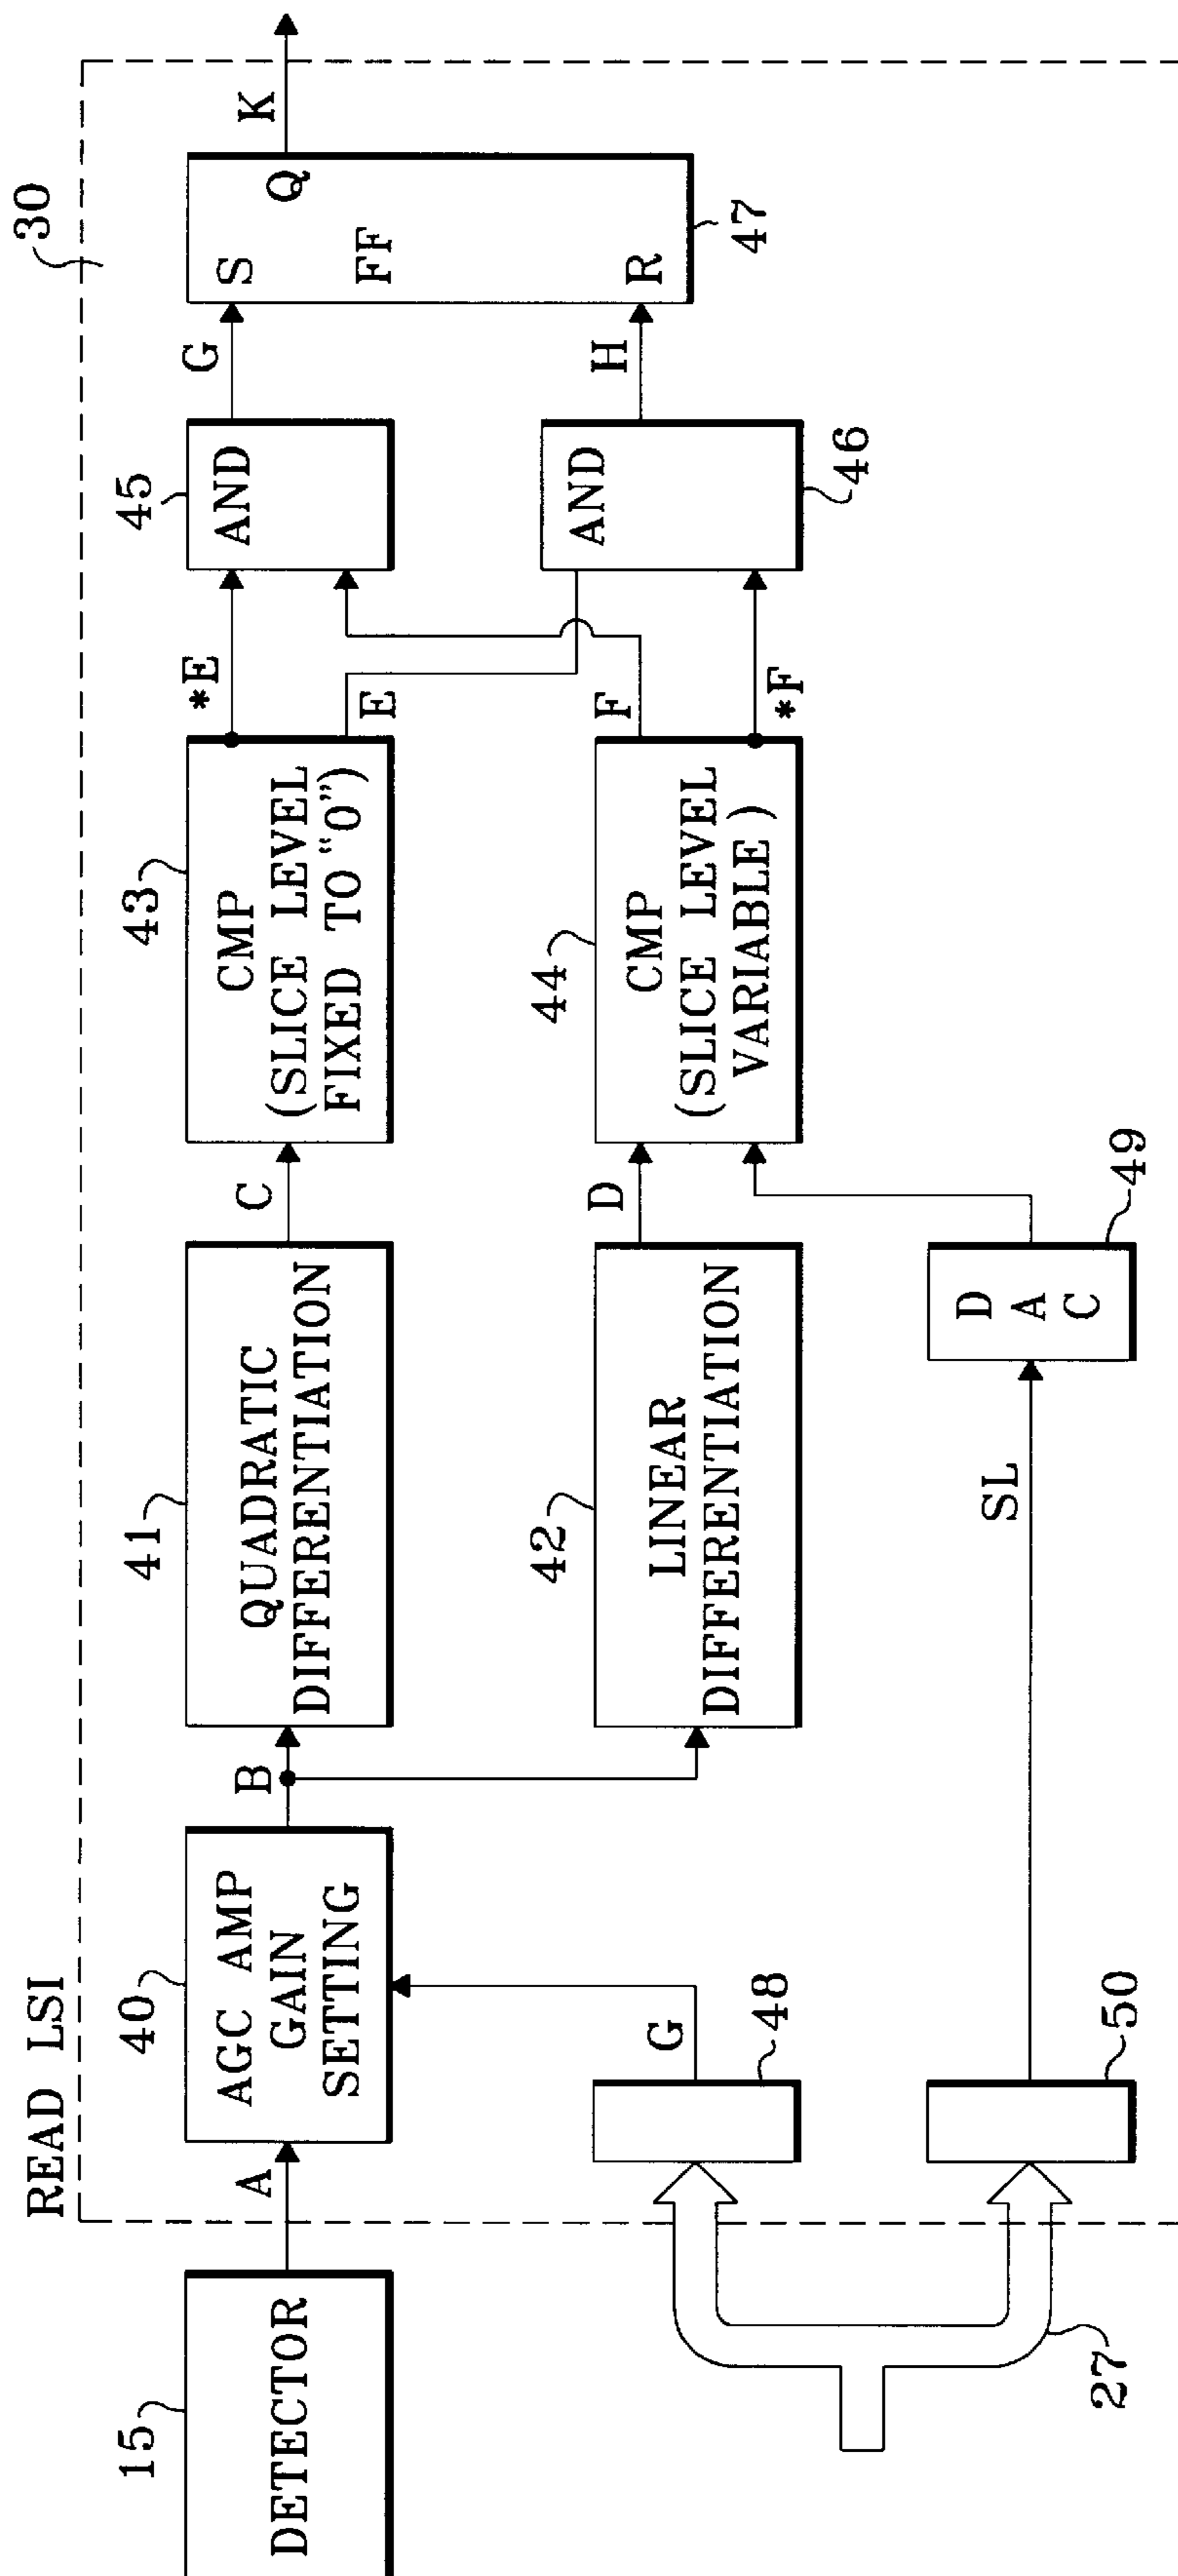 READ LSI
30
15
DETECTOR
A
40
AGC AMP
GAIN
SETTING
B
41
QUADRATIC
DIFFERENTIATION
C
43
CMP
(SLICE LEVEL
FIXED TO “0”)
*E
E
45
AND
G
S
Q
FF
R
47
K
42
LINEAR
DIFFERENTIATION
D
44
CMP
(SLICE LEVEL
VARIABLE)
F
*F
AND
46
H
G
48
27
50
SL
D
A
C
49